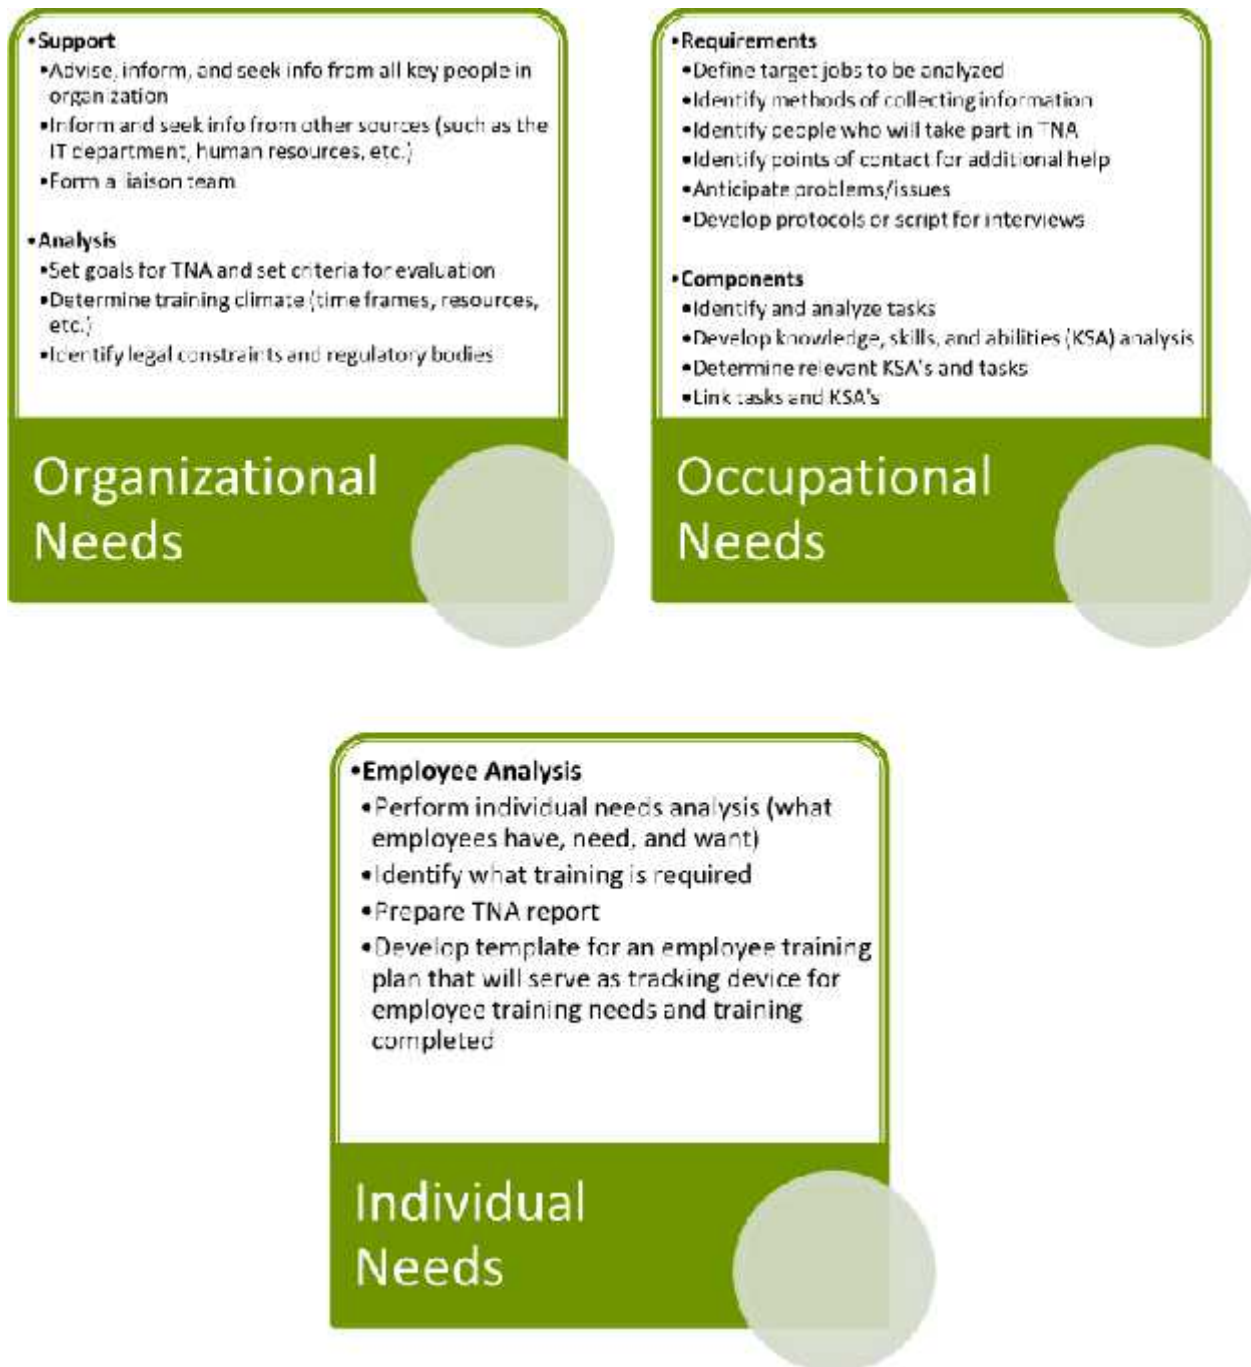 •Support
•Advise, inform, and seek info from all key people in
organization
•Inform and seek info from other sources (such as the
IT department, human resources, etc.)
•Form a liaison team
•Analysis
•Set goals for TNA and set criteria for evaluation
•Determine training climate (time frames, resources,
etc.)
•Identify legal constraints and regulatory bodies
Organizational
Needs
•Requirements
•Define target jobs to be analyzed
•Identify methods of collecting information
•Identify people who will take part in TNA
•Identify points of contact for additional help
•Anticipate problems/issues
•Develop protocols or script for interviews
•Components
•Identify and analyze tasks
•Develop knowledge, skills, and abilities (KSA) analysis
•Determine relevant KSA's and tasks
•Link tasks and KSA's
Occupational
Needs
•Employee Analysis
•Perform individual needs analysis (what
employees have, need, and want)
•Identify what training is required
•Prepare TNA report
•Develop template for an employee training
plan that will serve as tracking device for
employee training needs and training
completed
Individual
Needs